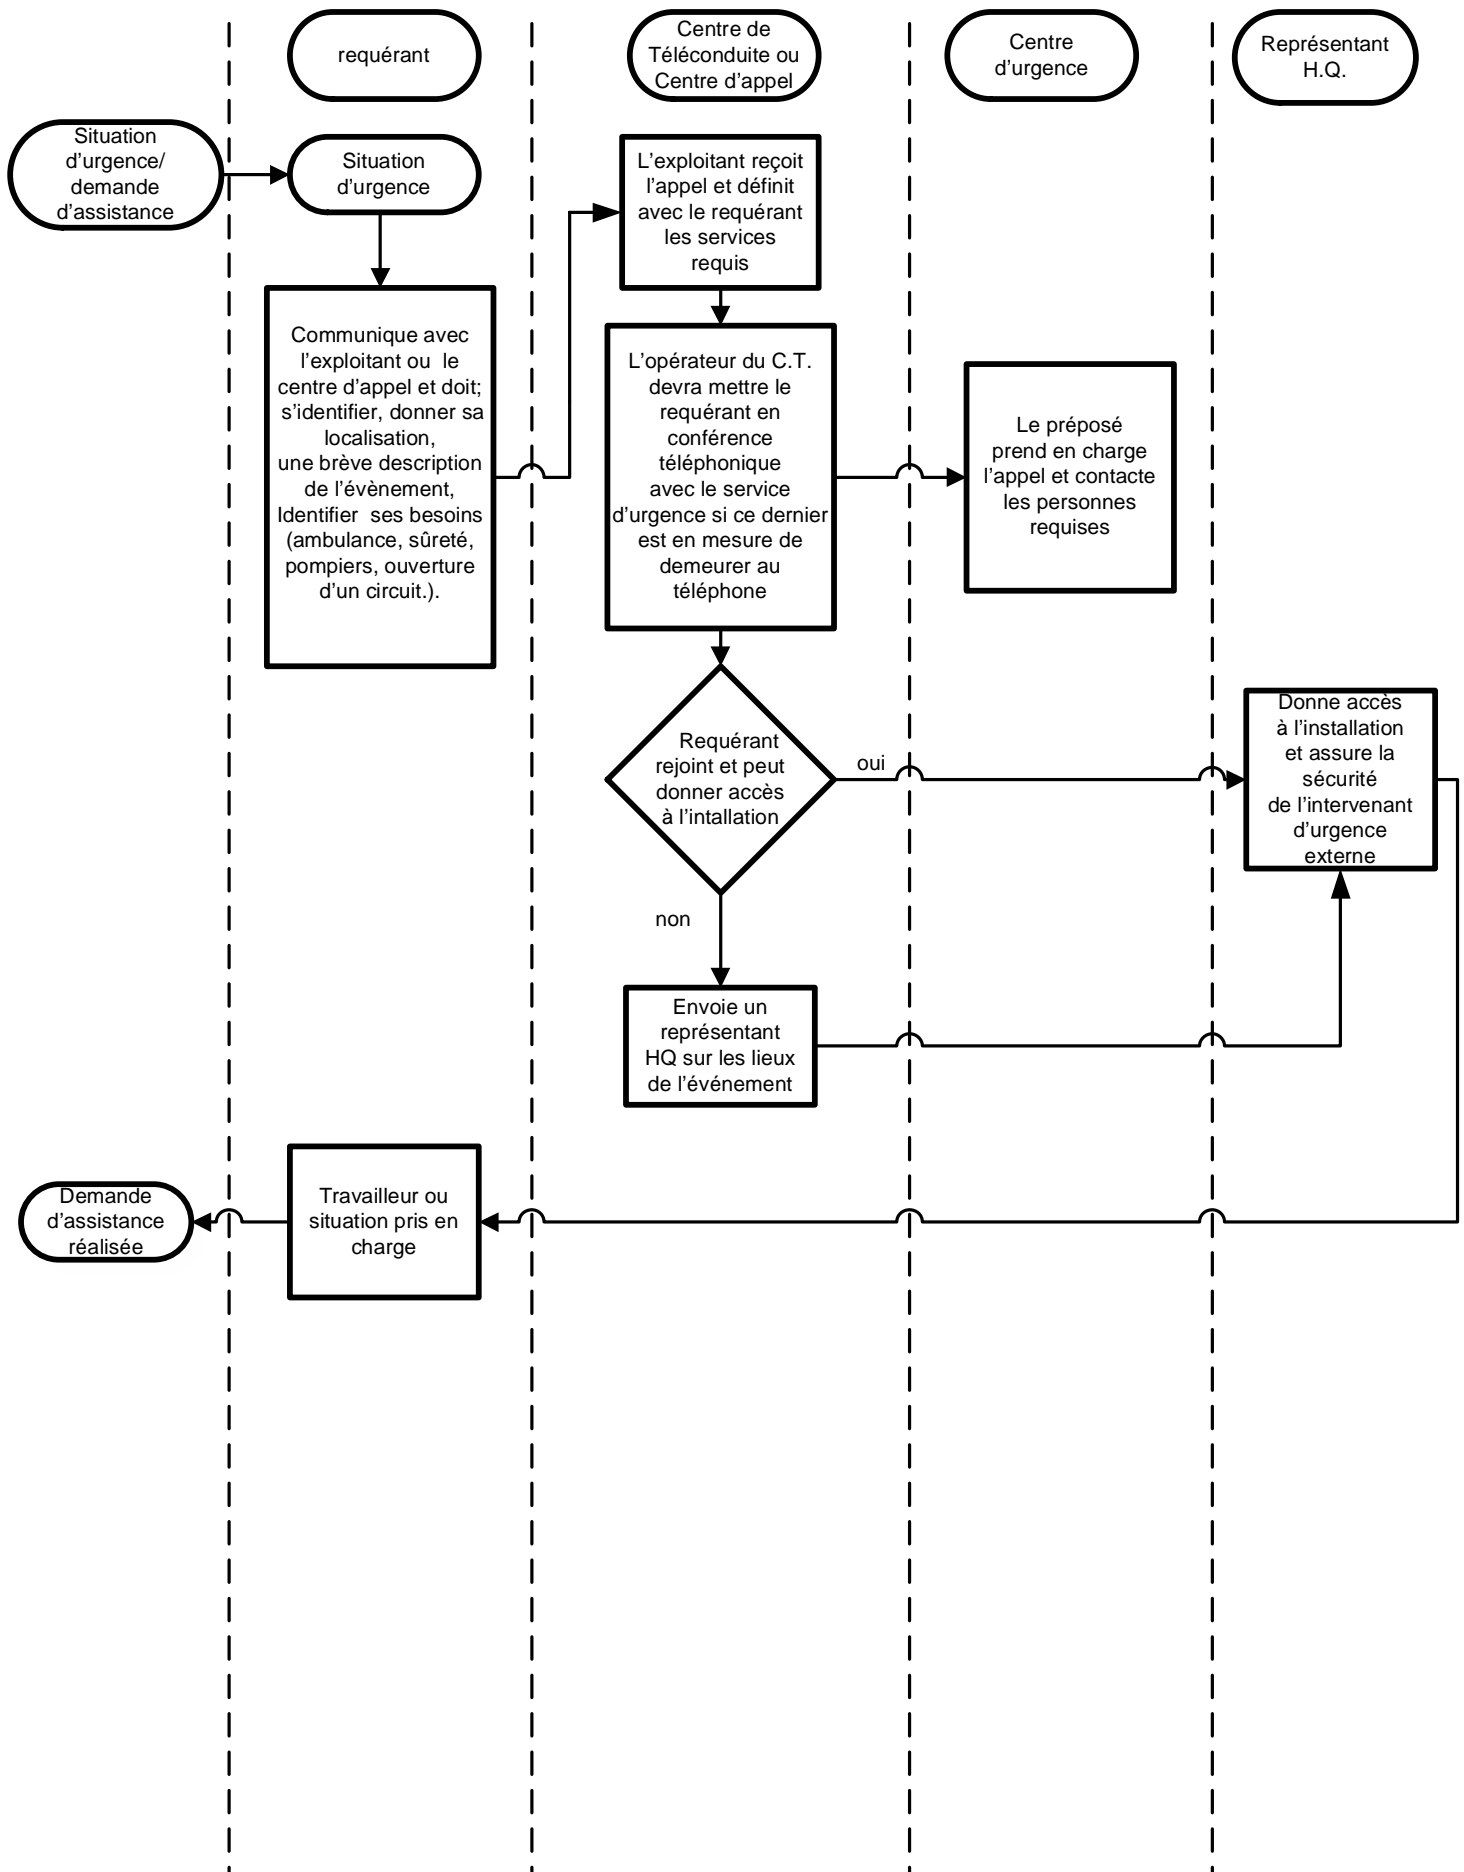 requérant
Centre de
Téléconduite ou
Centre d'appel
Centre
d'urgence
Représentant
H.Q.
Situation
d'urgence/
demande
d'assistance
Situation
d'urgence
L'exploitant reçoit
l'appel et définit
avec le requérant
les services
requis
Communique avec
l'exploitant ou le
centre d'appel et doit;
s'identifier, donner sa
localisation,
une brève description
de l'évènement,
Identifier ses besoins
(ambulance, sûreté,
pompiers, ouverture
d'un circuit.).
L'opérateur du C.T.
devra mettre le
requérant en
conférence
téléphonique
avec le service
d'urgence si ce dernier
est en mesure de
demeurer au
téléphone
Le préposé
prend en charge
l'appel et contacte
les personnes
requises
Requérant
rejoint et peut
donner accès
à l'intallation
oui
non
Donne accès
à l'installation
et assure la
sécurité
de l'intervenant
d'urgence
externe
Envoie un
représentant
HQ sur les lieux
de l'événement
Travailleur ou
situation pris en
charge
Demande
d'assistance
réalisée